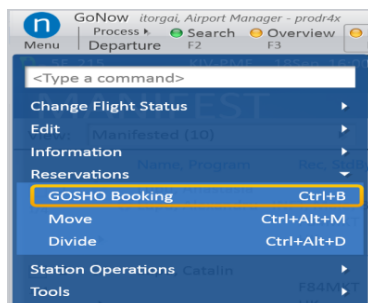 GoNow itorgai, Airport Manager - prodr4x
n Process Search Overview
Menu Departure F2 F3
<Type a command>
Change Flight Status
MANIFEST
Edit
Manifested (10)
Information
Name, Program Rec, Stdby
Reservations
GOSHO Booking Ctrl+B
Move Ctrl+Alt+M
Divide Ctrl+Alt+D
Station Operations
Catalin
Tools